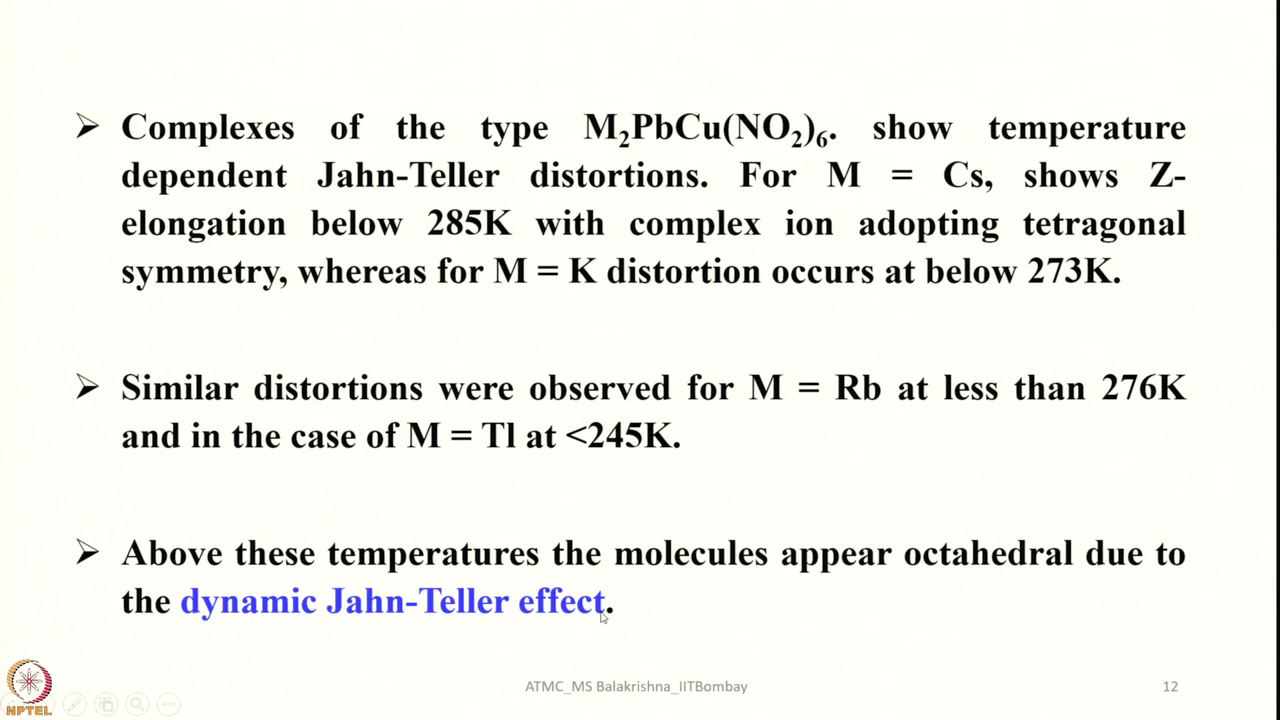 ➢ Complexes of the type M₂PbCu(NO₂)₆. show temperature
dependent Jahn-Teller distortions. For M = Cs, shows Z-
elongation below 285K with complex ion adopting tetragonal
symmetry, whereas for M = K distortion occurs at below 273K.
➢ Similar distortions were observed for M = Rb at less than 276K
and in the case of M = Tl at <245K.
➢ Above these temperatures the molecules appear octahedral due to
the dynamic Jahn-Teller effect.
NPTEL
ATMC_MS Balakrishna_IITBombay
12